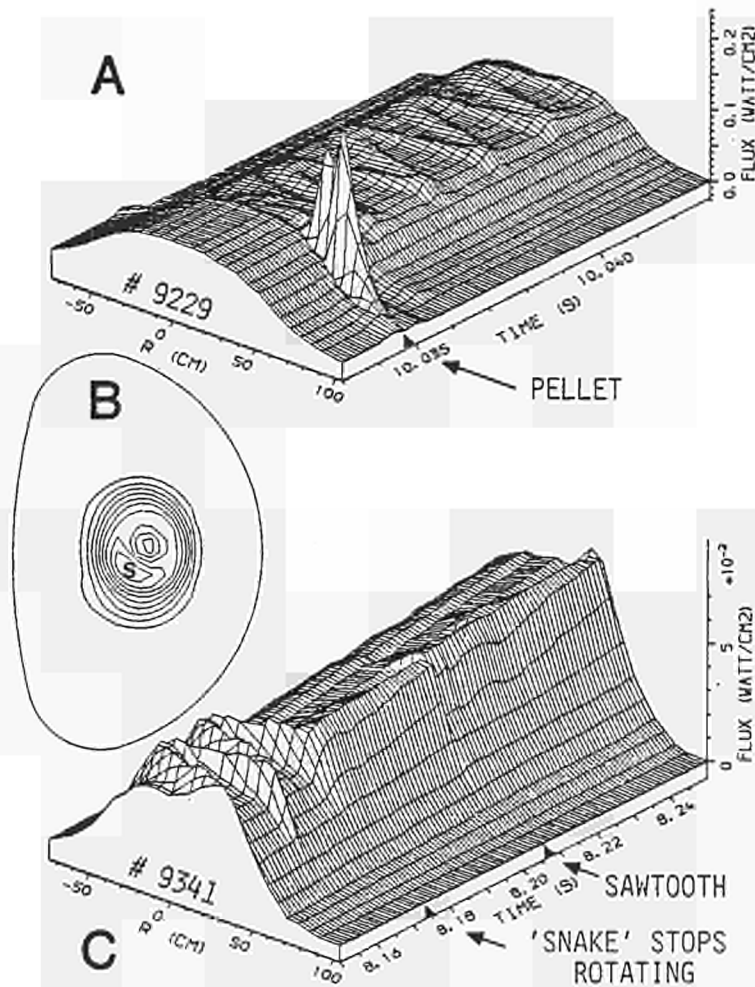 A
0.2
0.1
0.0
FLUX (WATT/CM2)
# 9229
-50
0
50
100
R (CM)
10.035
10.040
TIME (S)
PELLET
B
S
*10⁻²
5
0
FLUX (WATT/CM2)
# 9341
-50
0
50
100
R (CM)
8.16
8.18
8.20
8.22
8.24
TIME (S)
SAWTOOTH
'SNAKE' STOPS
ROTATING
C